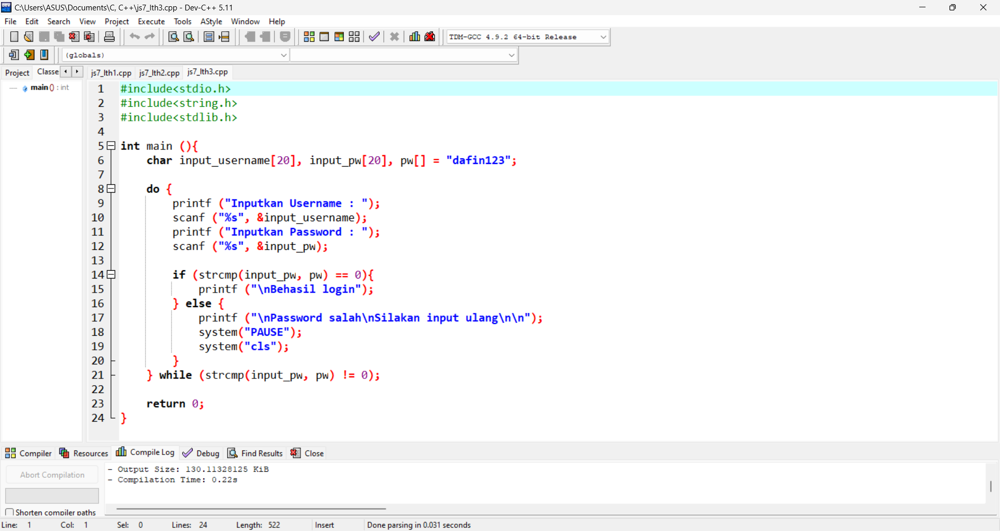 C:\Users\ASUS\Documents\C, C++\js7_lth3.cpp - Dev-C++ 5.11
File Edit Search View Project Execute Tools AStyle Window Help
TDM-GCC 4.9.2 64-bit Release
(globals)
Project Classe js7_lth1.cpp js7_lth2.cpp js7_lth3.cpp
main () : int
1 #include<stdio.h>
2 #include<string.h>
3 #include<stdlib.h>
4
5 int main (){
6 char input_username[20], input_pw[20], pw[] = "dafin123";
7
8 do {
9 printf ("Inputkan Username : ");
10 scanf ("%s", &input_username);
11 printf ("Inputkan Password : ");
12 scanf ("%s", &input_pw);
13
14 if (strcmp(input_pw, pw) == 0){
15 printf ("\nBehasil login");
16 } else {
17 printf ("\nPassword salah\nSilakan input ulang\n\n");
18 system("PAUSE");
19 system("cls");
20 }
21 } while (strcmp(input_pw, pw) != 0);
22
23 return 0;
24 }
Compiler Resources Compile Log Debug Find Results Close
Abort Compilation
- Output Size: 130.11328125 KiB
- Compilation Time: 0.22s
Shorten compiler paths
Line: 1 Col: 1 Sel: 0 Lines: 24 Length: 522 Insert Done parsing in 0.031 seconds